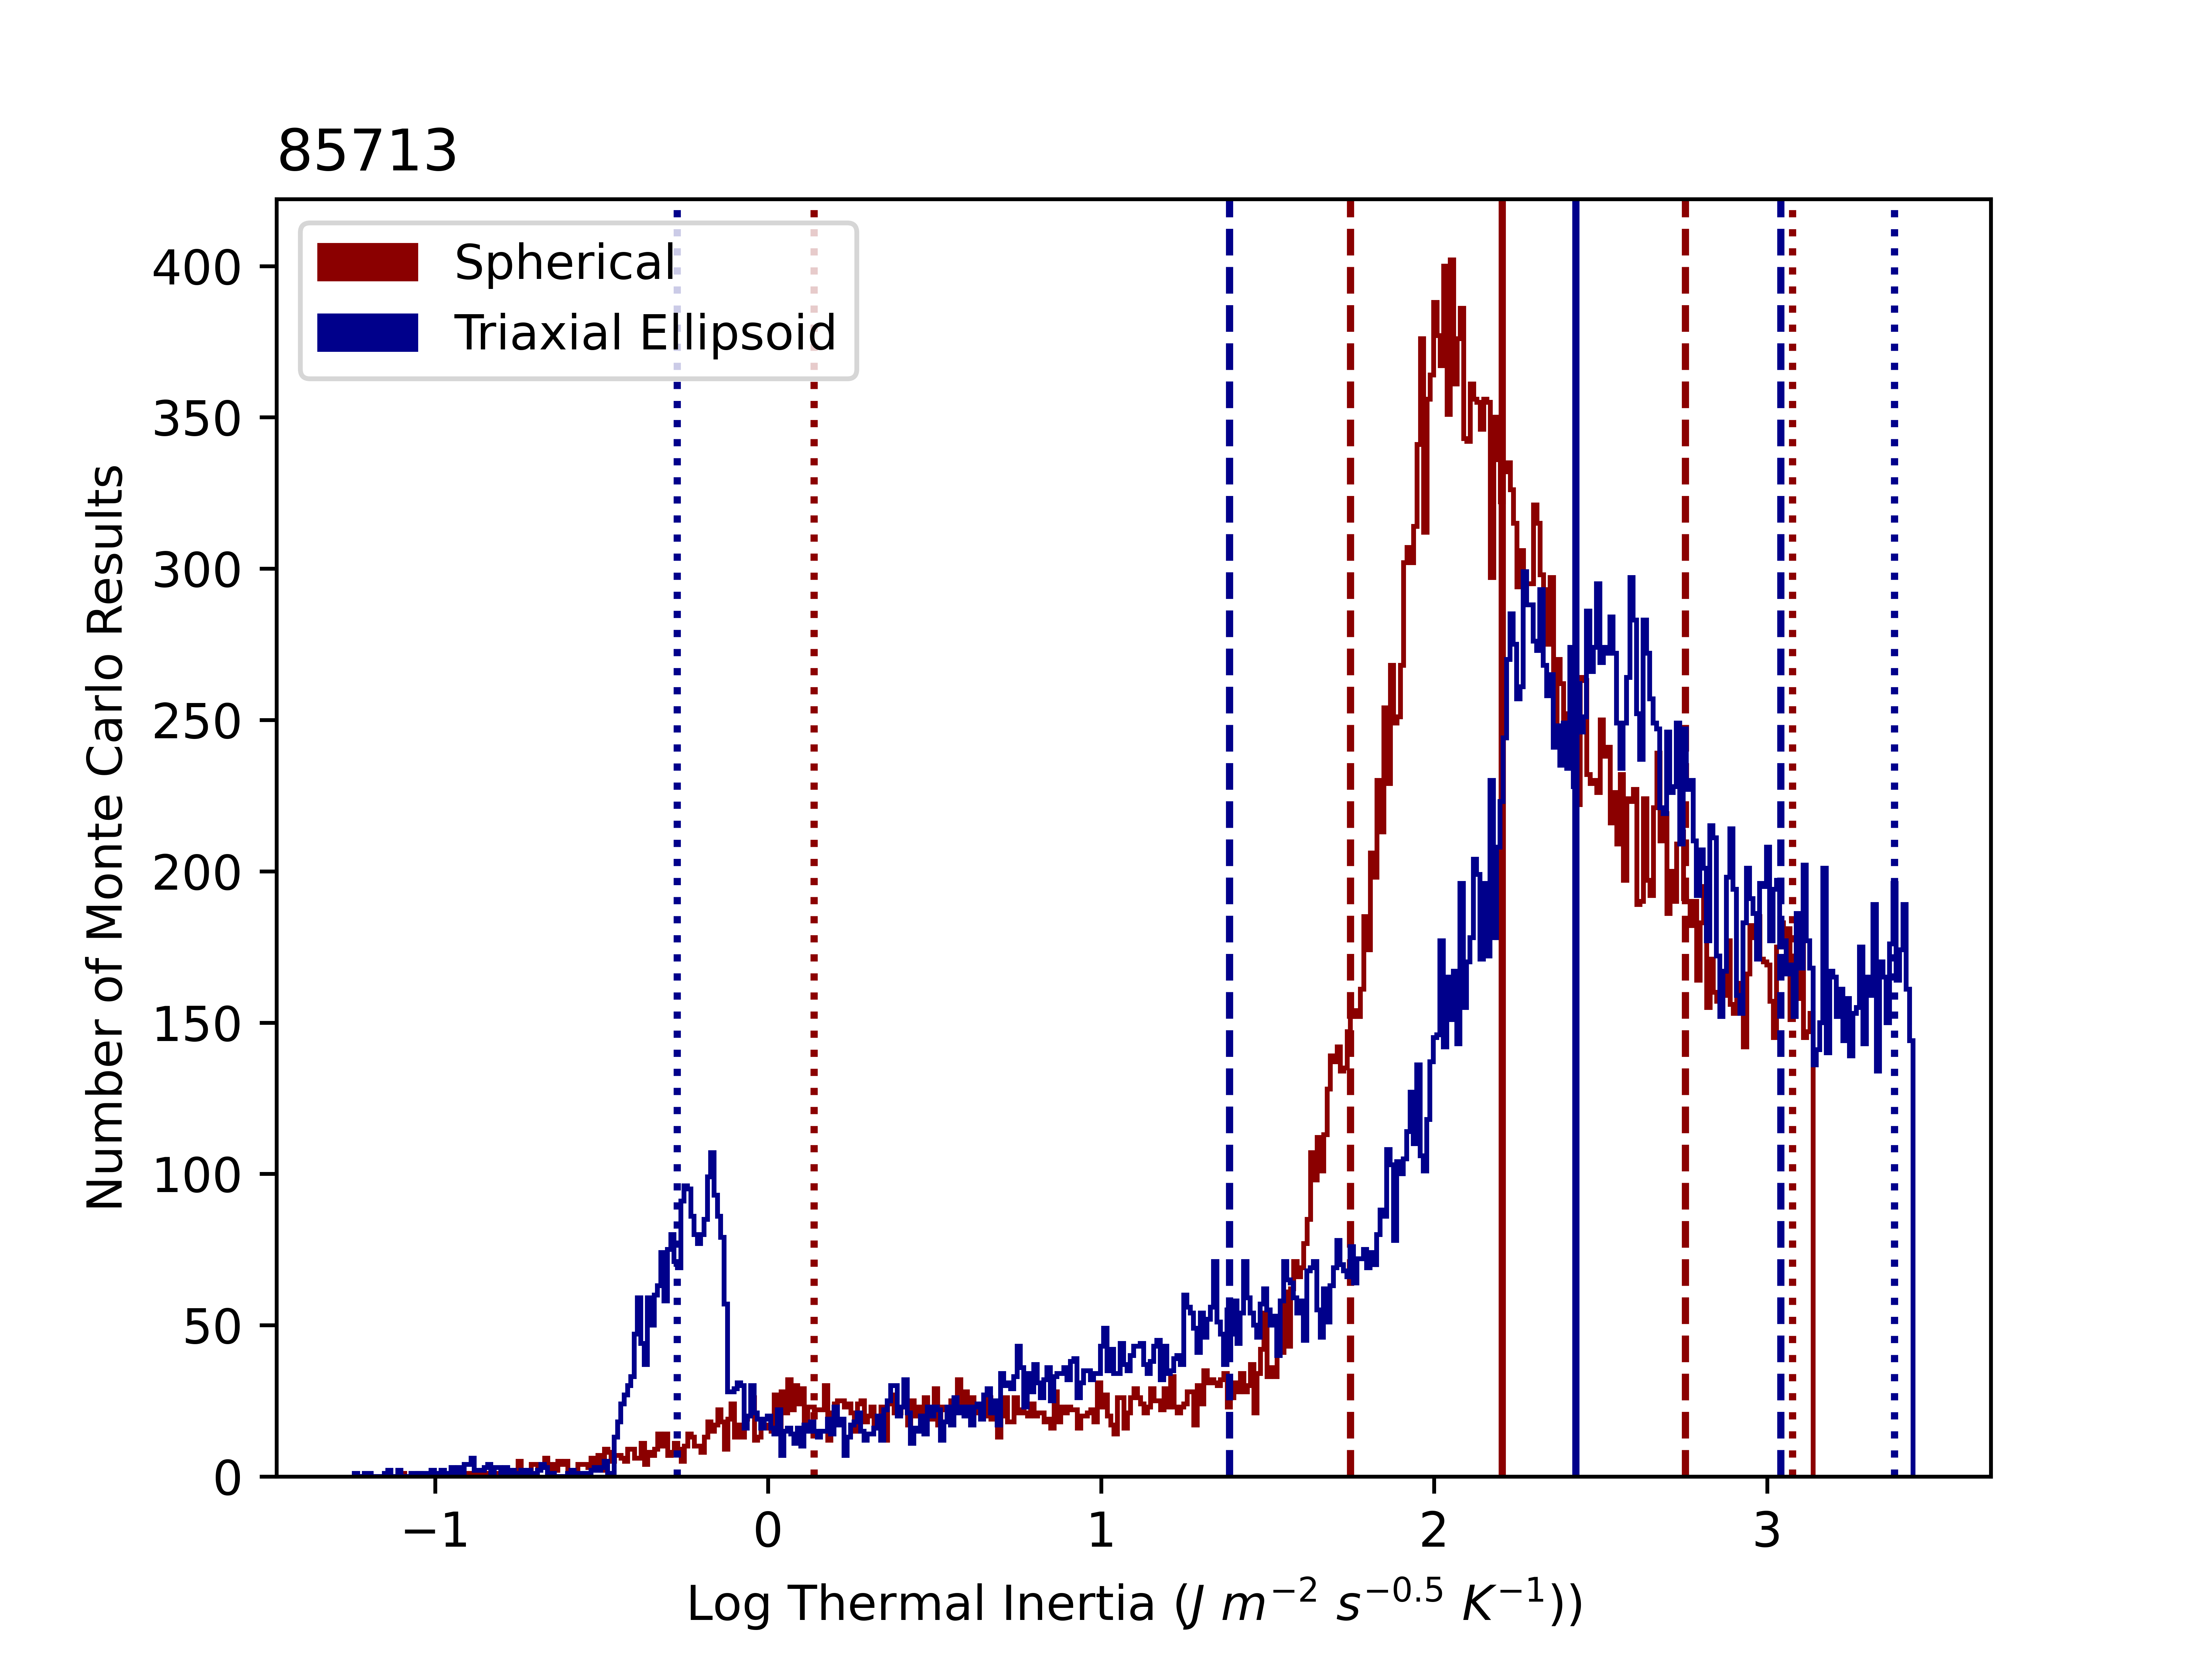 85713
Spherical
Triaxial Ellipsoid
400
350
300
250
200
150
100
50
0
Number of Monte Carlo Results
−1 0 1 2 3
Log Thermal Inertia (J m⁻² s⁻⁰·⁵ K⁻¹))